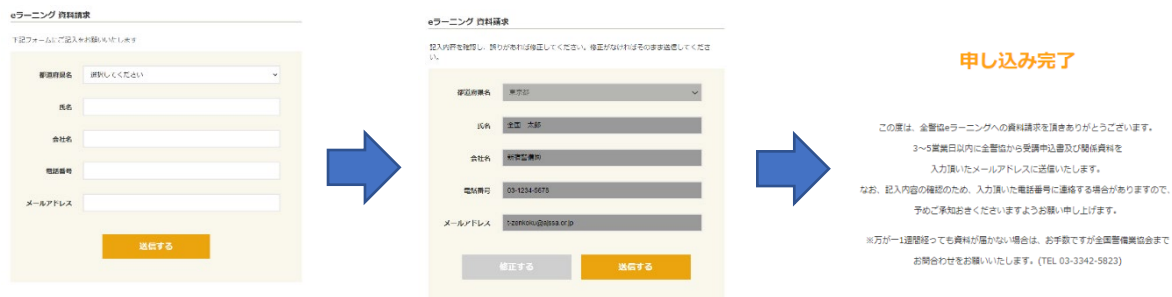 eラーニング 資料請求
下記フォームにご記入をお願いいたします
都道府県名 選択してください
氏名
会社名
電話番号
メールアドレス
送信する
eラーニング 資料請求
記入内容を確認し、誤りがあれば修正してください。修正がなければそのまま送信してくださ
い。
都道府県名 東京都
氏名 全国 太郎
会社名 新宿警備㈱
電話番号 03-1234-5678
メールアドレス t-zenkoku@ajssa.or.jp
修正する 送信する
申し込み完了
この度は、全警協eラーニングへの資料請求を頂きありがとうございます。
3～5営業日以内に全警協から受講申込書及び関係資料を
入力頂いたメールアドレスに送信いたします。
なお、記入内容の確認のため、入力頂いた電話番号に連絡する場合がありますので、
予めご承知おきくださいますようお願い申し上げます。
※万が一1週間経っても資料が届かない場合は、お手数ですが全国警備業協会まで
お問合わせをお願いいたします。(TEL 03-3342-5823)